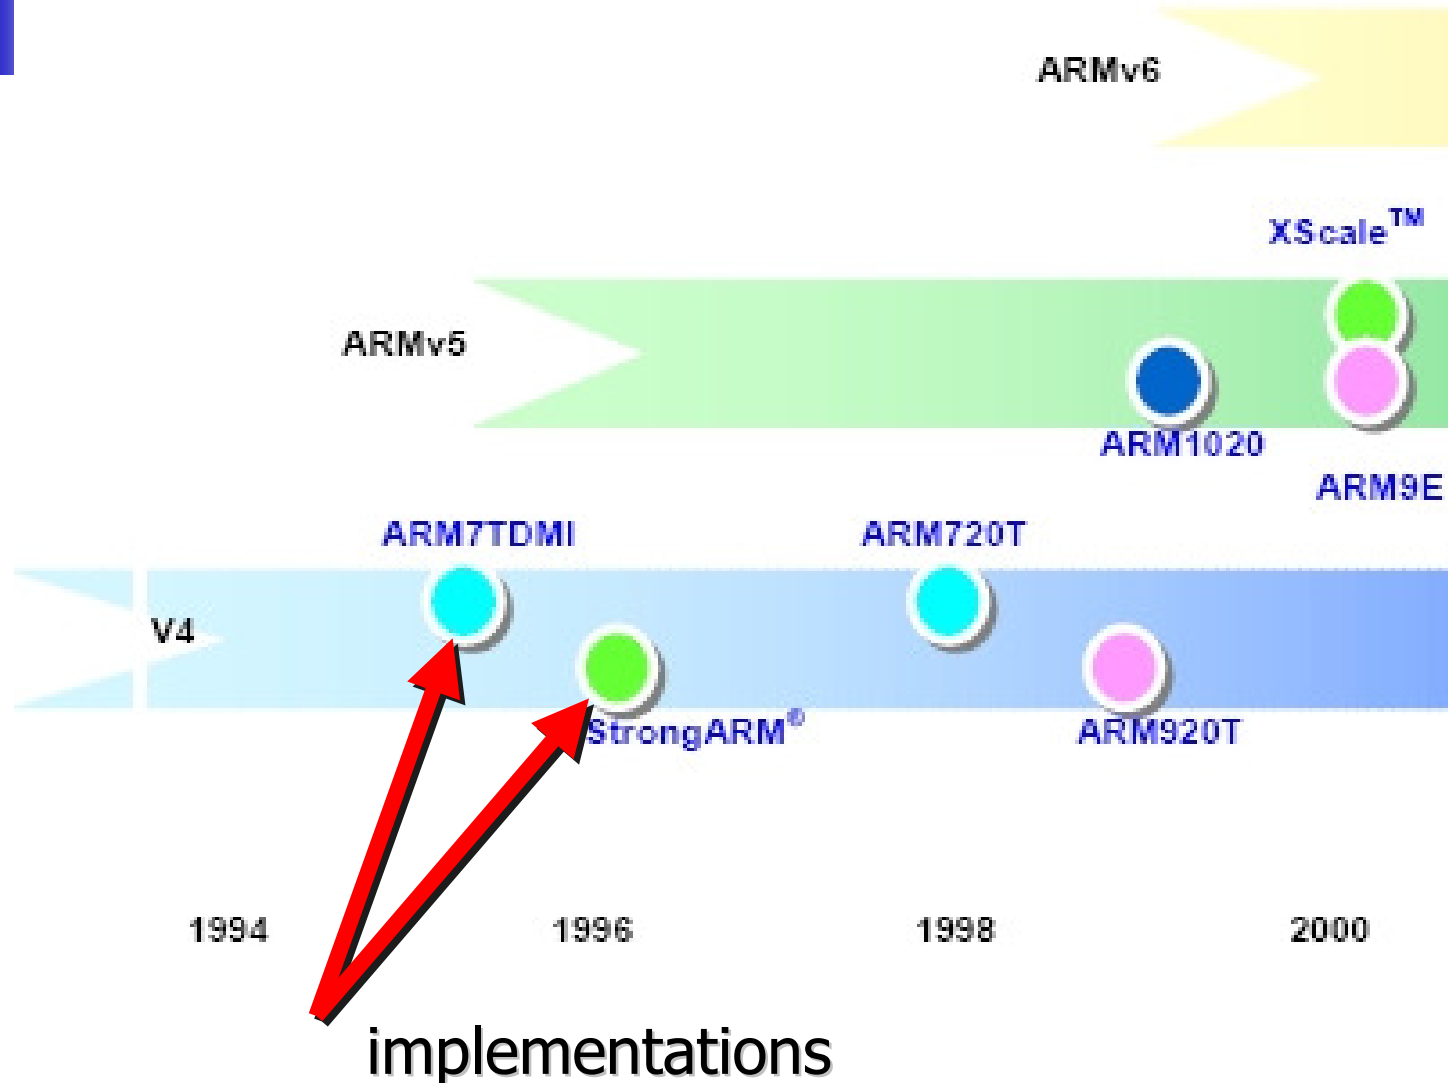 ARMv6
XScale™
ARMv5
ARM1020
ARM9E
ARM7TDMI
ARM720T
V4
StrongARM®
ARM920T
1994
1996
1998
2000
implementations